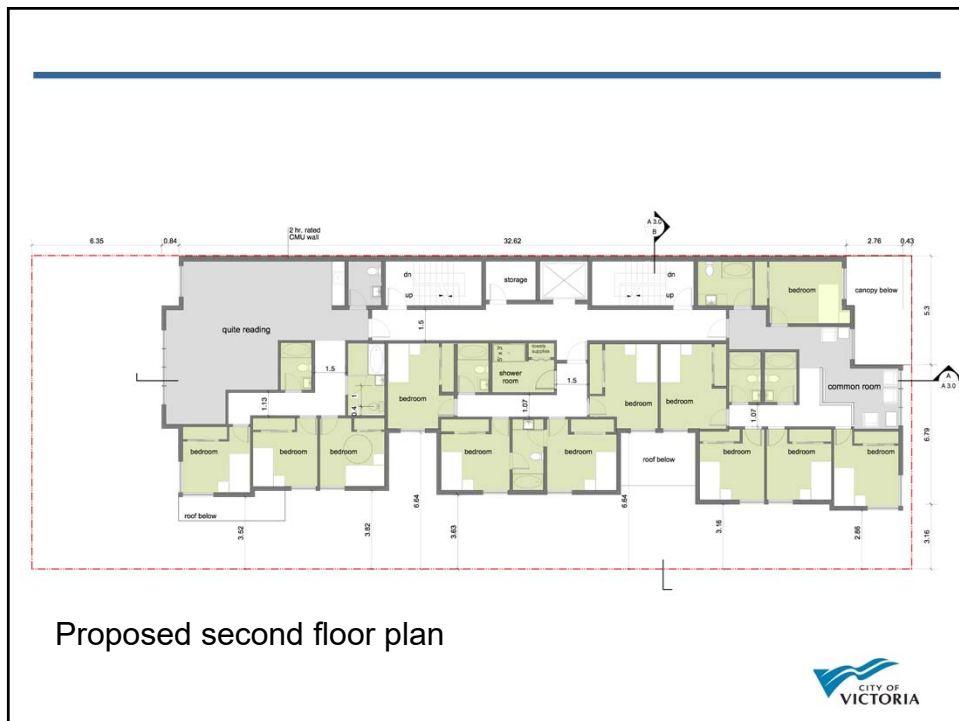 2 hr. rated
CMU wall
6.35
0.84
32.62
2.76
0.43
A 3.0
B
dn
up
storage
dn
up
bedroom
canopy below
5.3
quite reading
1.5
1.5
towels
supplies
5' x 3'
shower
room
1.5
common room
A
A 3.0
1.13
0.4
1
bedroom
1.07
bedroom
bedroom
1.07
6.79
bedroom
bedroom
bedroom
bedroom
bedroom
roof below
bedroom
bedroom
bedroom
roof below
3.52
3.82
6.64
3.63
6.64
3.16
2.86
3.16
Proposed second floor plan
CITY OF
VICTORIA